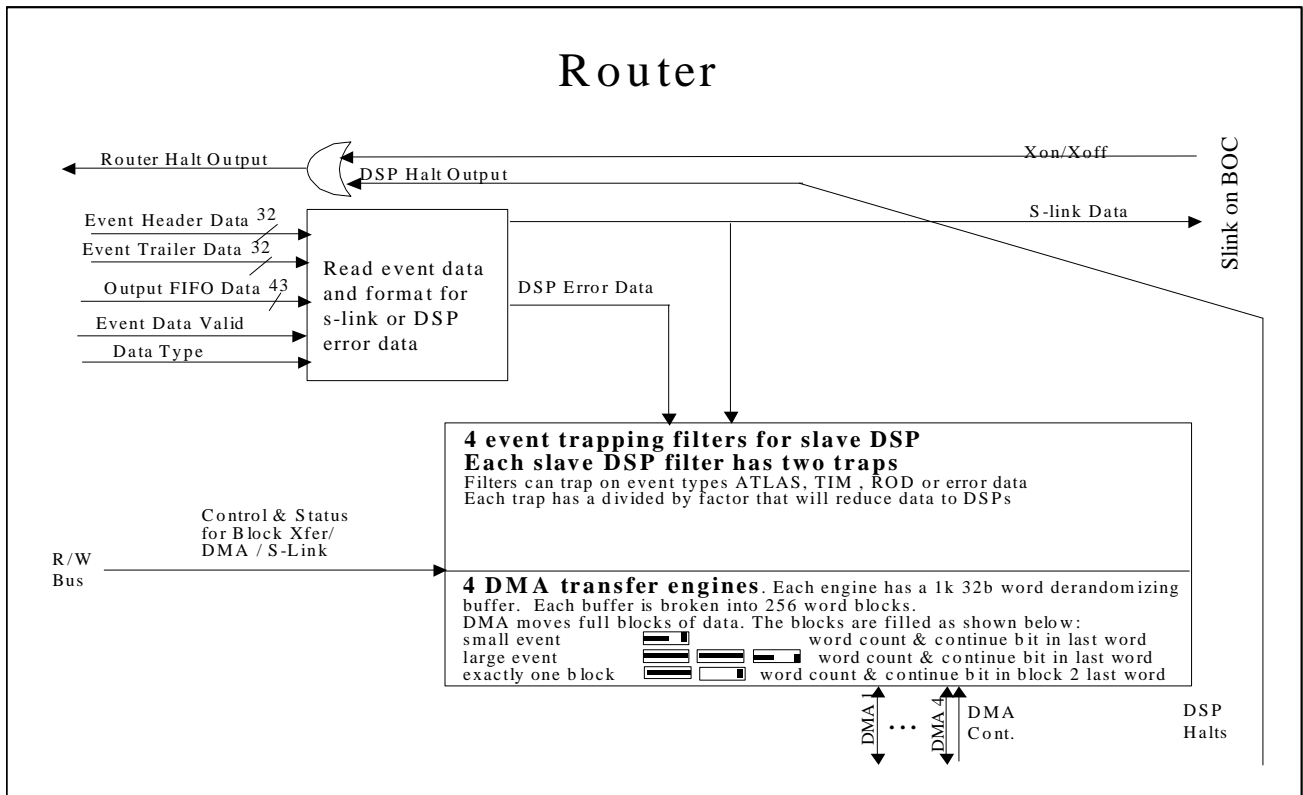 Router
Router Halt Output
Xon/Xoff
DSP Halt Output
Slink on BOC
Event Header Data 32
S-link Data
Event Trailer Data 32
Read event data
and format for
s-link or DSP
error data
Output FIFO Data 43
DSP Error Data
Event Data Valid
Data Type
4 event trapping filters for slave DSP
Each slave DSP filter has two traps
Filters can trap on event types ATLAS, TIM , ROD or error data
Each trap has a divided by factor that will reduce data to DSPs
Control & Status
for Block Xfer/
DMA / S-Link
R/W
Bus
4 DMA transfer engines. Each engine has a 1k 32b word derandomizing
buffer. Each buffer is broken into 256 word blocks.
DMA moves full blocks of data. The blocks are filled as shown below:
small event word count & continue bit in last word
large event word count & continue bit in last word
exactly one block word count & continue bit in block 2 last word
DMA 1
...
DMA 4
DMA
Cont.
DSP
Halts